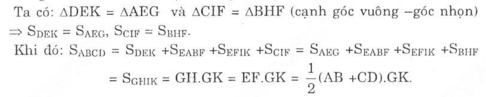 Ta có: ΔDEK = ΔAEG và ΔCIF = ΔBHF (cạnh góc vuông –góc nhọn)
⇒ S_DEK = S_AEG, S_CIF = S_BHF.
Khi đó: S_ABCD = S_DEK +S_EABF +S_EFIK +S_CIF = S_AEG +S_EABF +S_EFIK +S_BHF
= S_GHIK = GH.GK = EF.GK = 1/2 (AB +CD).GK.